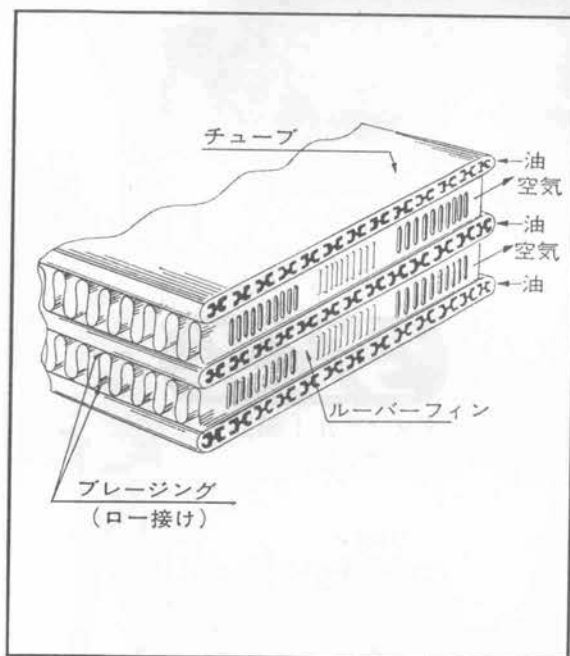 チューブ
油
空気
油
空気
油
ルーバーフィン
ブレージング
(ロー接け)